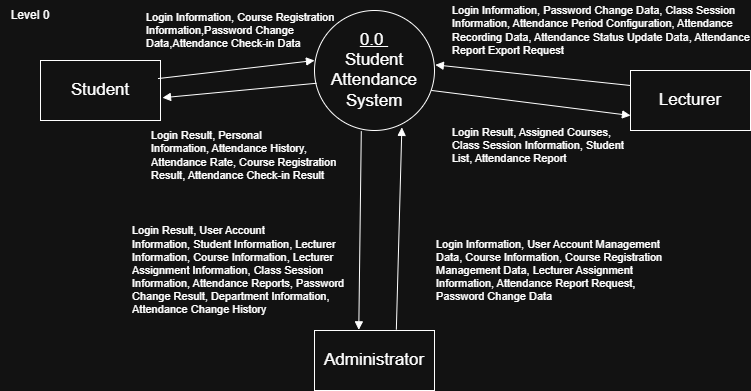 Level 0
Login Information, Course Registration
Information,Password Change
Data,Attendance Check-in Data
0.0
Student
Attendance
System
Login Information, Password Change Data, Class Session
Information, Attendance Period Configuration, Attendance
Recording Data, Attendance Status Update Data, Attendance
Report Export Request
Student
Lecturer
Login Result, Personal
Information, Attendance History,
Attendance Rate, Course Registration
Result, Attendance Check-in Result
Login Result, Assigned Courses,
Class Session Information, Student
List, Attendance Report
Login Result, User Account
Information, Student Information, Lecturer
Information, Course Information, Lecturer
Assignment Information, Class Session
Information, Attendance Reports, Password
Change Result, Department Information,
Attendance Change History
Login Information, User Account Management
Data, Course Information, Course Registration
Management Data, Lecturer Assignment
Information, Attendance Report Request,
Password Change Data
Administrator